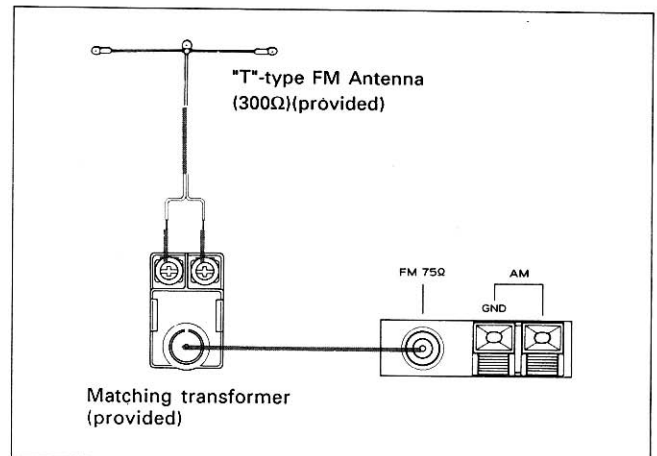 "T"-type FM Antenna
(300Ω)(provided)
FM 75Ω
AM
GND
Matching transformer
(provided)